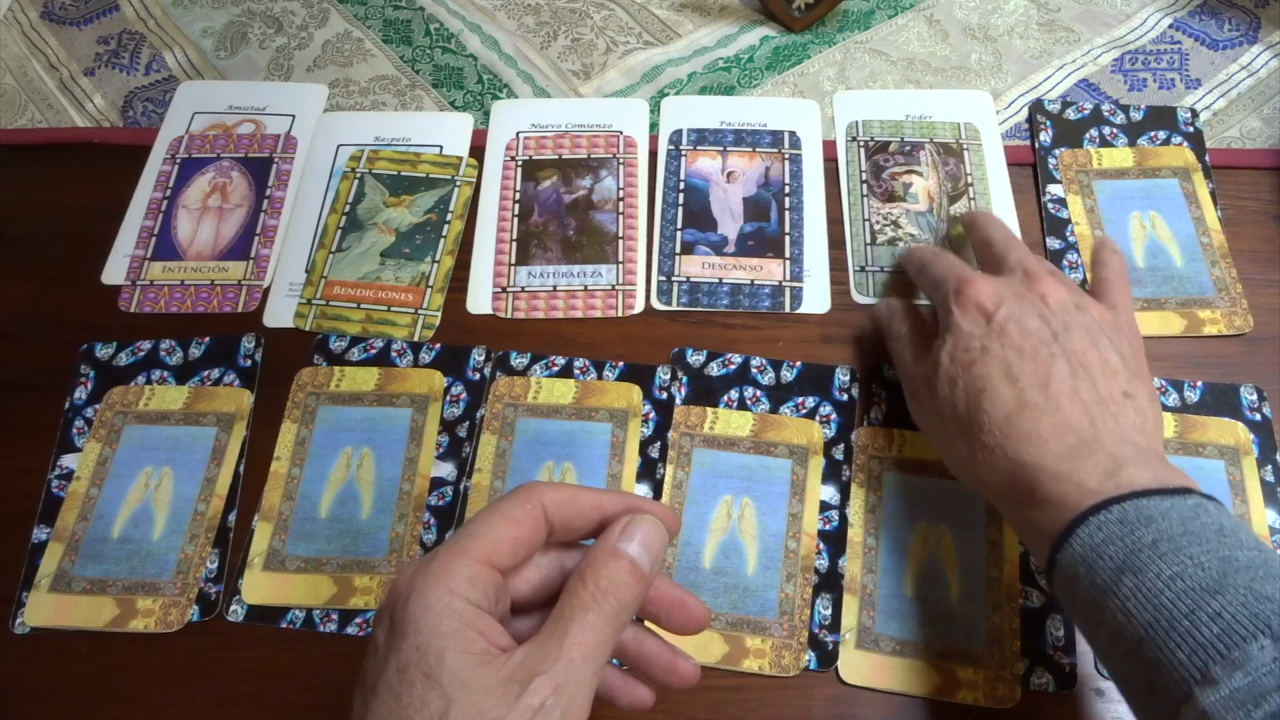 Amistad
INTENCIÓN
Respeto
BENDICIONES
Nuevo Comienzo
NATURALEZA
Paciencia
DESCANSO
Poder